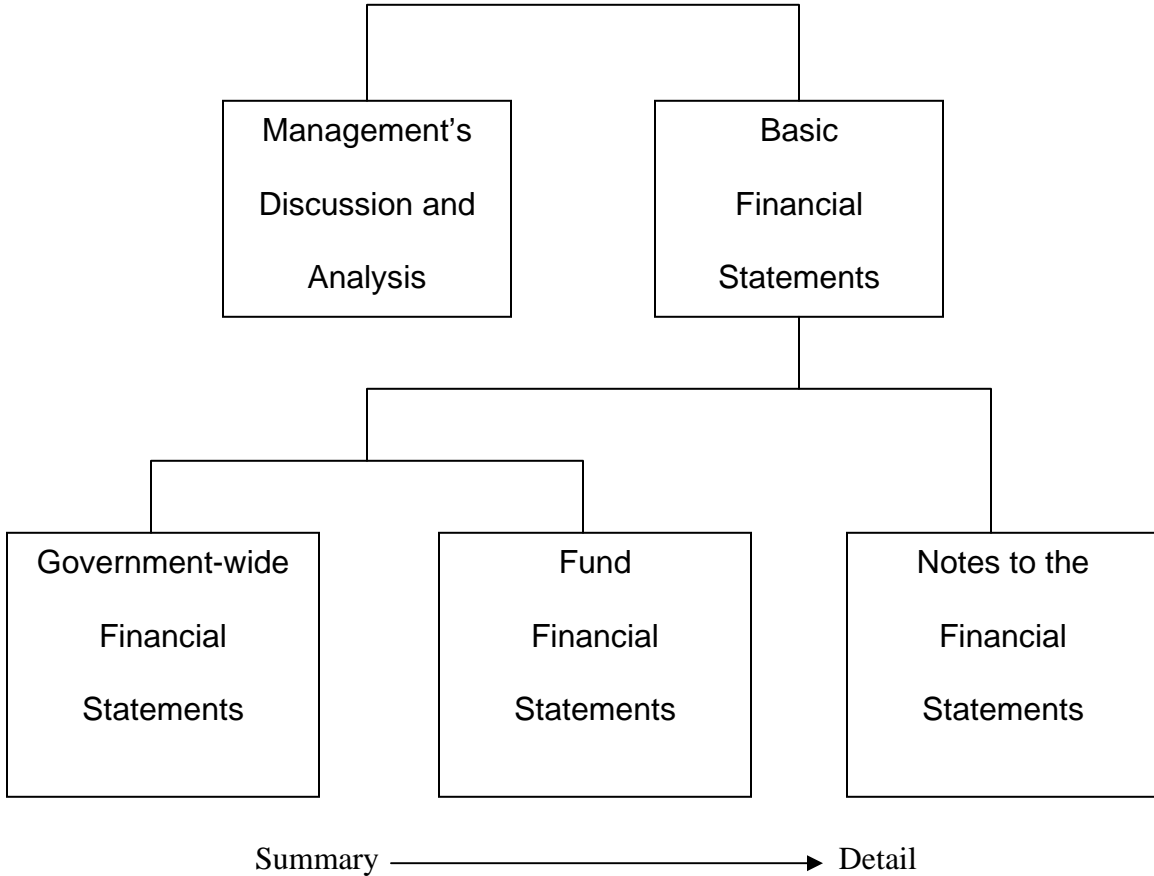 Management’s
Discussion and
Analysis
Basic
Financial
Statements
Government-wide
Financial
Statements
Fund
Financial
Statements
Notes to the
Financial
Statements
Summary
Detail